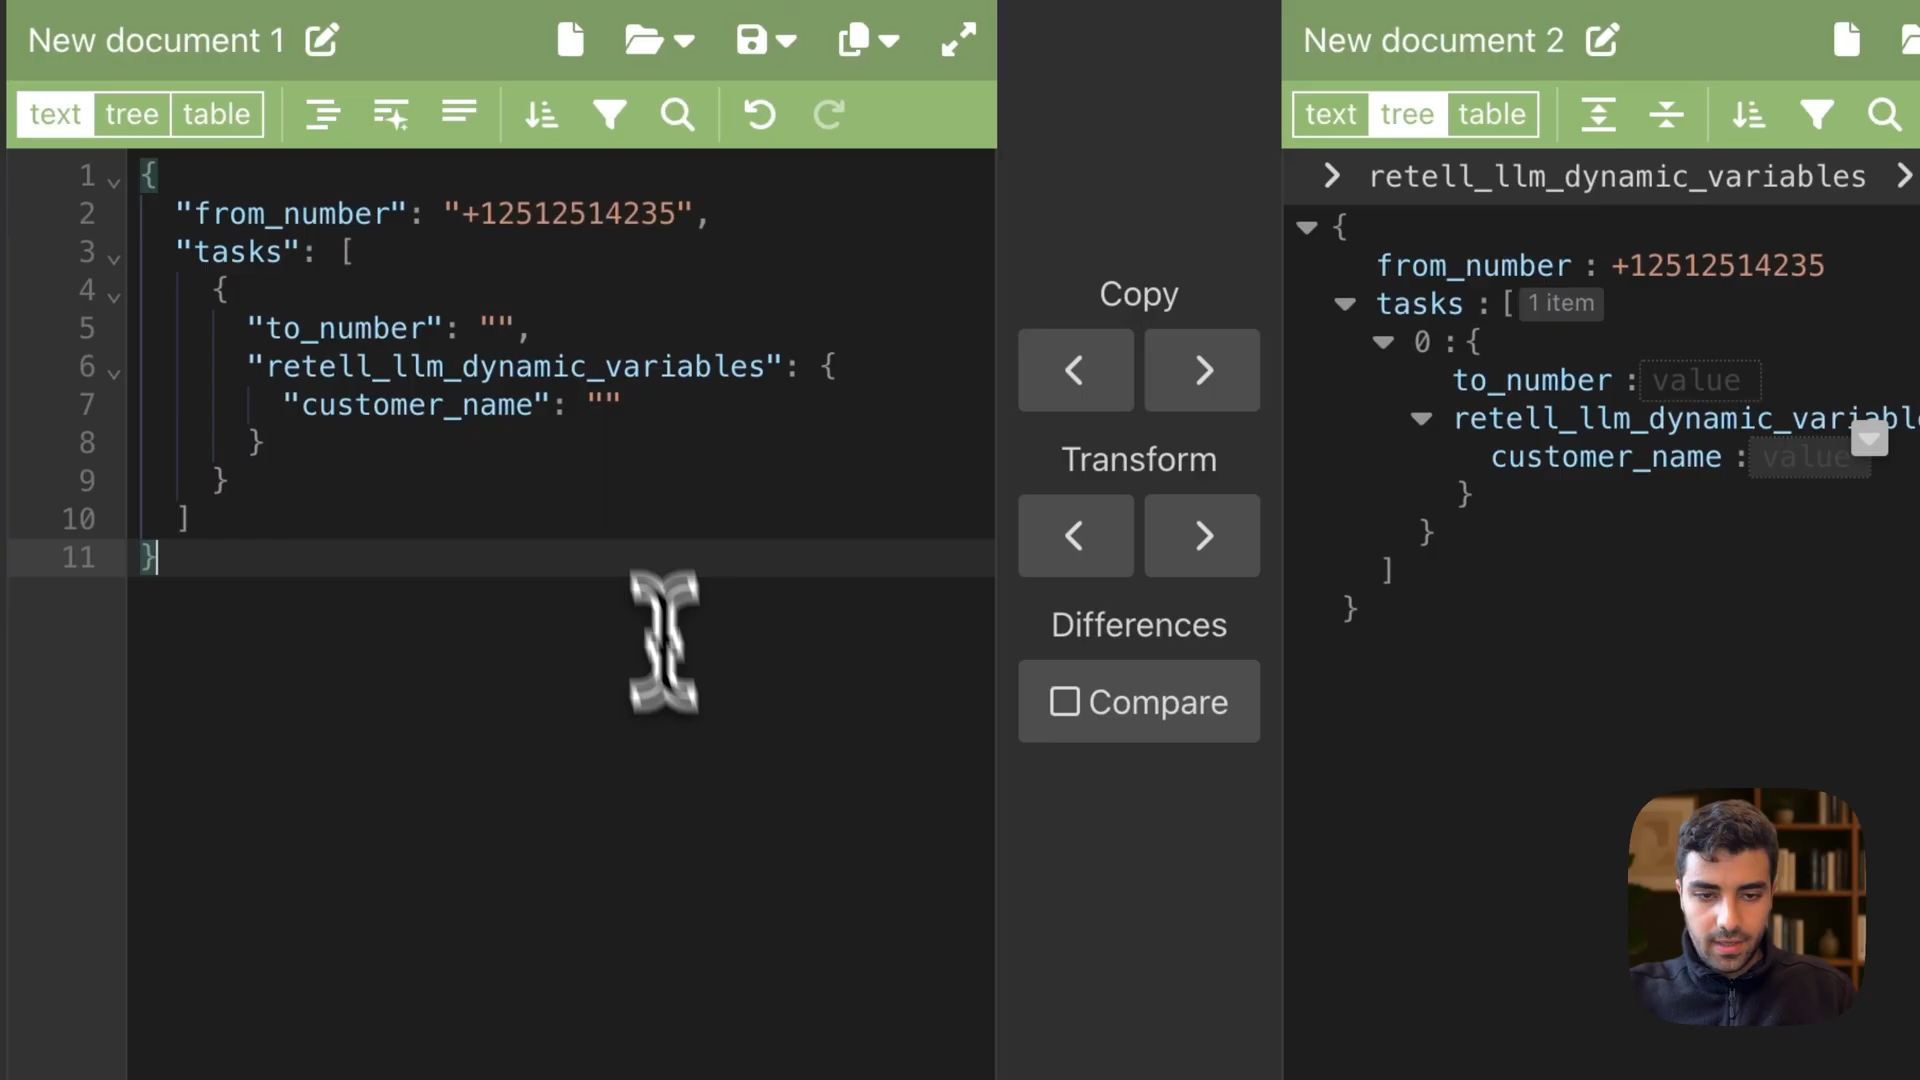 New document 1
text tree table
1 {
2 "from_number": "+12512514235",
3 "tasks": [
4 {
5 "to_number": "",
6 "retell_llm_dynamic_variables": {
7 "customer_name": ""
8 }
9 }
10 ]
11 }
Copy
Transform
Differences
Compare
New document 2
text tree table
retell_llm_dynamic_variables
{
from_number : +12512514235
tasks : [ 1 item
0 : {
to_number : value
retell_llm_dynamic_variable
customer_name : value
}
}
]
}